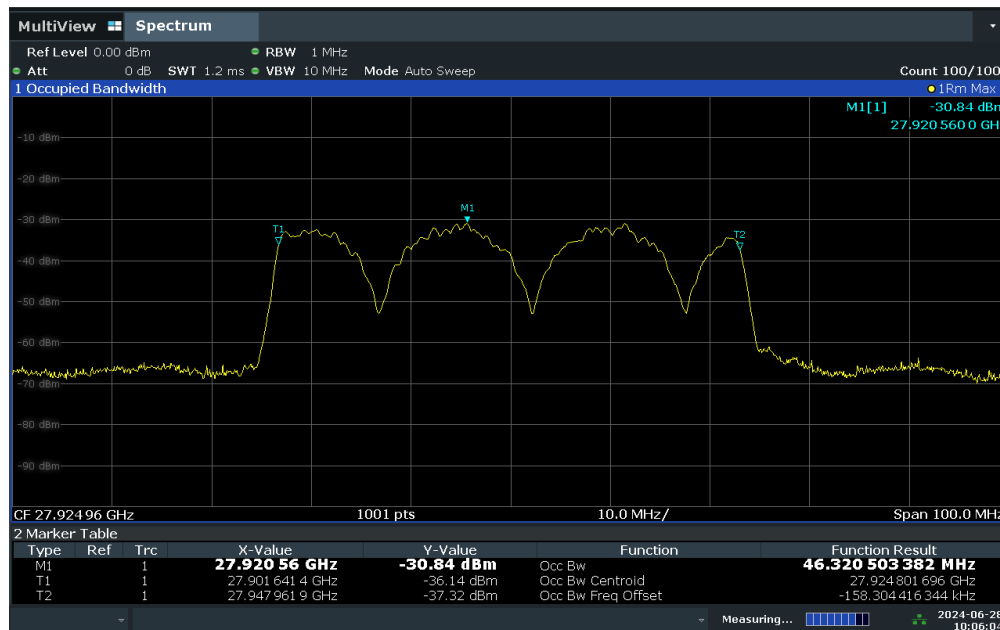 MultiView Spectrum
Ref Level 0.00 dBm RBW 1 MHz
Att 0 dB SWT 1.2 ms VBW 10 MHz Mode Auto Sweep Count 100/100
1 Occupied Bandwidth 1Rm Max
M1[1] -30.84 dBm
27.920 560 0 GH
-10 dBm
-20 dBm
-30 dBm
M1
T1
T2
-40 dBm
-50 dBm
-60 dBm
-70 dBm
-80 dBm
-90 dBm
CF 27.924 96 GHz 1001 pts 10.0 MHz/ Span 100.0 MHz
2 Marker Table
Type Ref Trc X-Value Y-Value Function Function Result
M1 1 27.920 56 GHz -30.84 dBm Occ Bw 46.320 503 382 MHz
T1 1 27.901 641 4 GHz -36.14 dBm Occ Bw Centroid 27.924 801 696 GHz
T2 1 27.947 961 9 GHz -37.32 dBm Occ Bw Freq Offset -158.304 416 344 kHz
Measuring... 2024-06-28
10:06:04